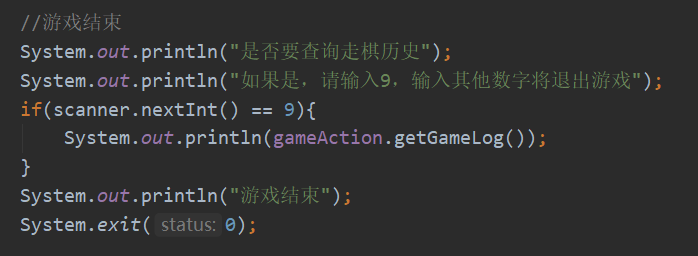 //游戏结束
System.out.println("是否要查询走棋历史");
System.out.println("如果是，请输入9，输入其他数字将退出游戏");
if(scanner.nextInt() == 9){
    System.out.println(gameAction.getGameLog());
}
System.out.println("游戏结束");
System.exit( status: 0);